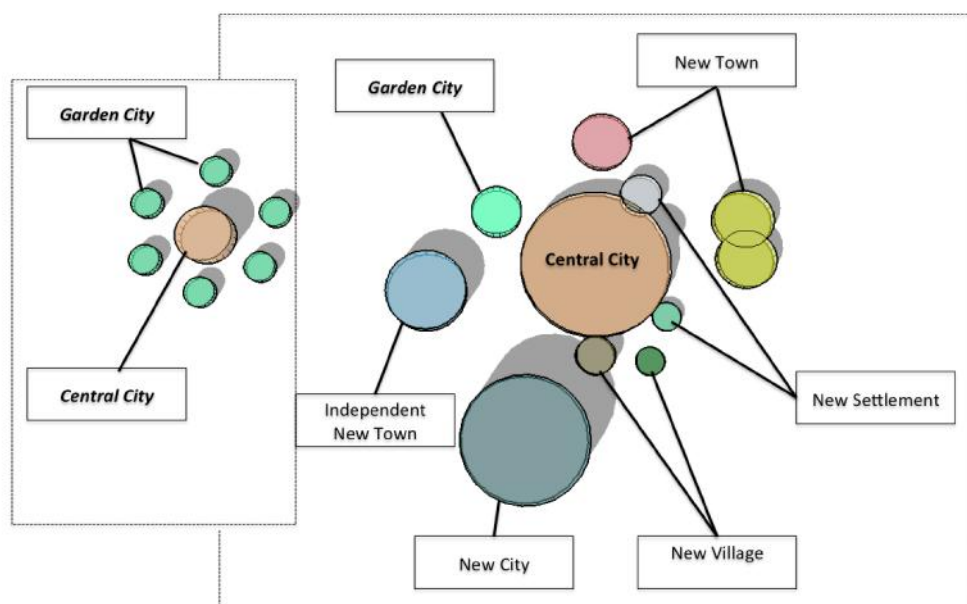 Garden City
Central City
New Town
Garden City
Central City
Independent
New Town
New Settlement
New City
New Village